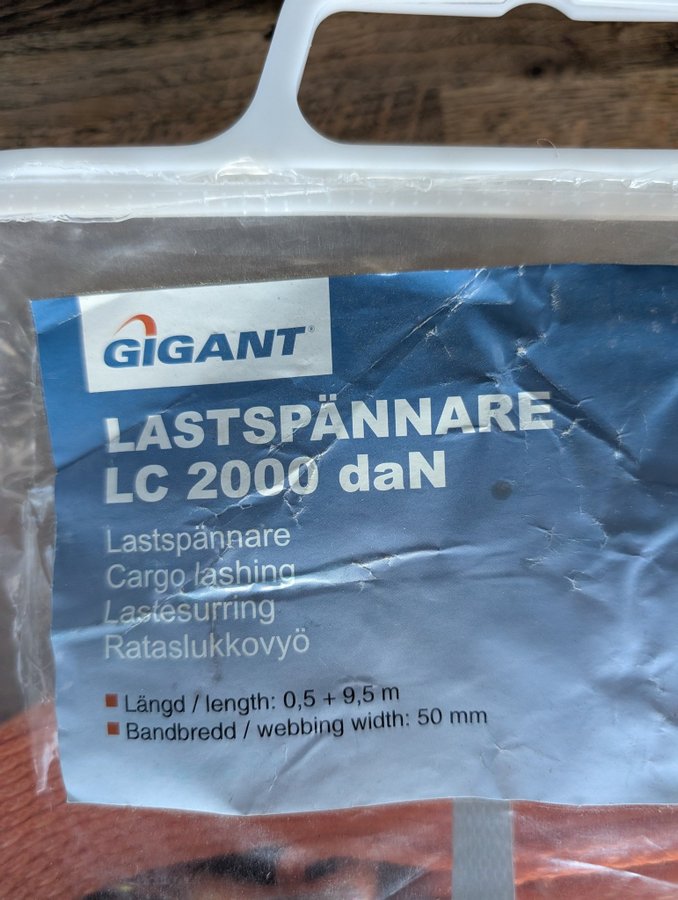 GIGANT®
LASTSPÄNNARE
LC 2000 daN
Lastspännare
Cargo lashing
Lastesurring
Rataslukkovyö
Längd / length: 0,5 + 9,5 m
Bandbredd / webbing width: 50 mm